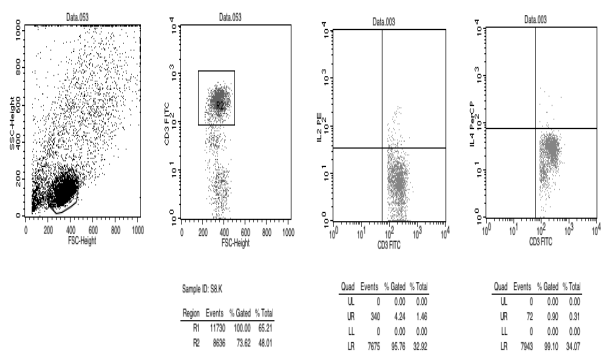 Data.053
SSC-Height
0 200 400 600 800 1000
FSC-Height
0 200 400 600 800 1000
Data.053
CD3 FITC
10^0 10^1 10^2 10^3 10^4
R2
FSC-Height
0 200 400 600 800 1000
Data.003
IL2 PE
10^0 10^1 10^2 10^3 10^4
CD3 FITC
10^0 10^1 10^2 10^3 10^4
Data.003
IL-4 PerCP
10^0 10^1 10^2 10^3 10^4
CD3 FITC
10^0 10^1 10^2 10^3 10^4
Sample ID: S8.K
Region Events % Gated % Total
R1 11730 100.00 65.21
R2 8636 73.62 48.01
Quad Events % Gated % Total
UL 0 0.00 0.00
UR 340 4.24 1.46
LL 0 0.00 0.00
LR 7675 95.76 32.92
Quad Events % Gated % Total
UL 0 0.00 0.00
UR 72 0.90 0.31
LL 0 0.00 0.00
LR 7943 99.10 34.07